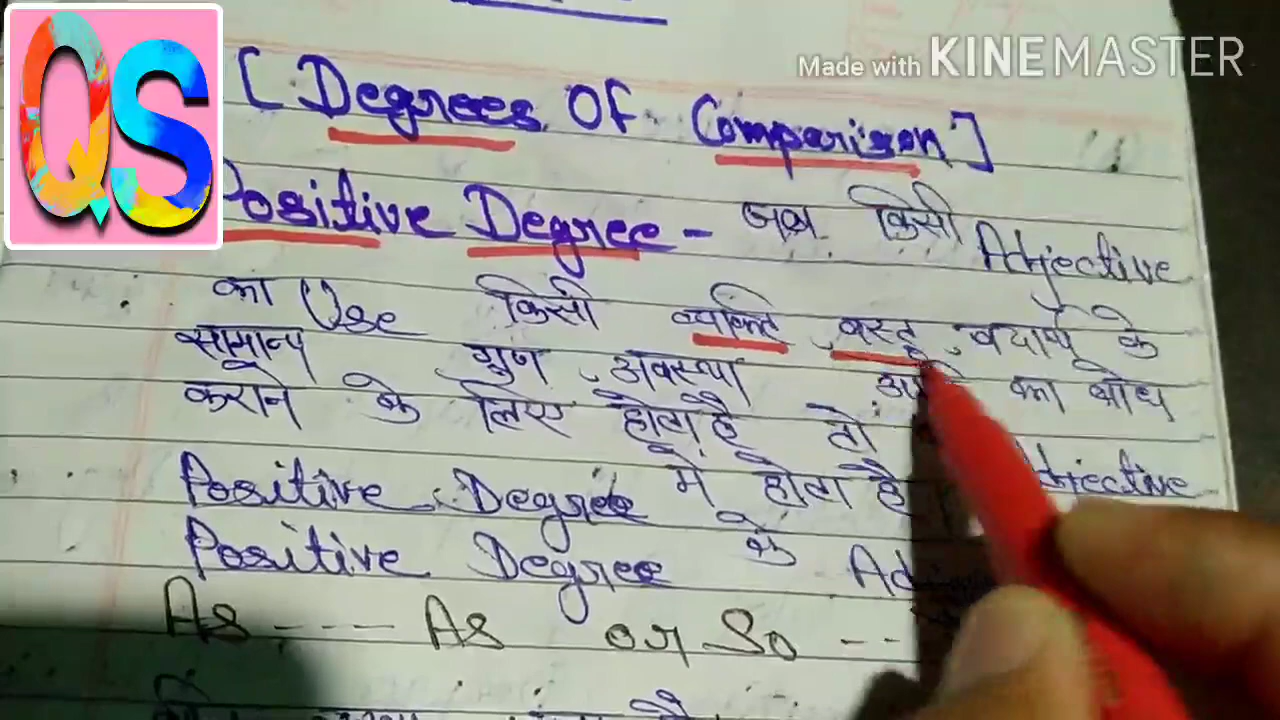 QS
Made with KINEMASTER
[ Degrees Of Comparison ]
Positive Degree - जब किसी Adjective
का Use किसी व्यक्ति, वस्तु, पदार्थ के
सामान्य गुण, अवस्था का बोध
कराने के लिए होता है तो
Positive Degree में होता है Adjective
Positive Degree के
As ---- As or So --